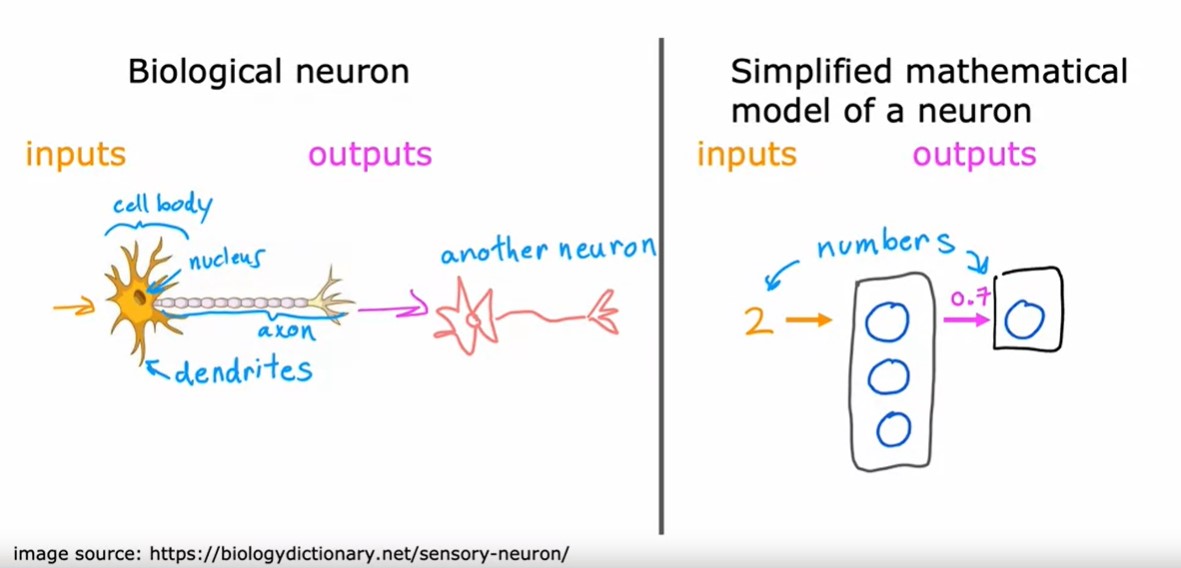 Biological neuron
inputs
outputs
cell body
nucleus
another neuron
axon
dendrites
Simplified mathematical
model of a neuron
inputs
outputs
numbers
0.7
2
image source: https://biologydictionary.net/sensory-neuron/